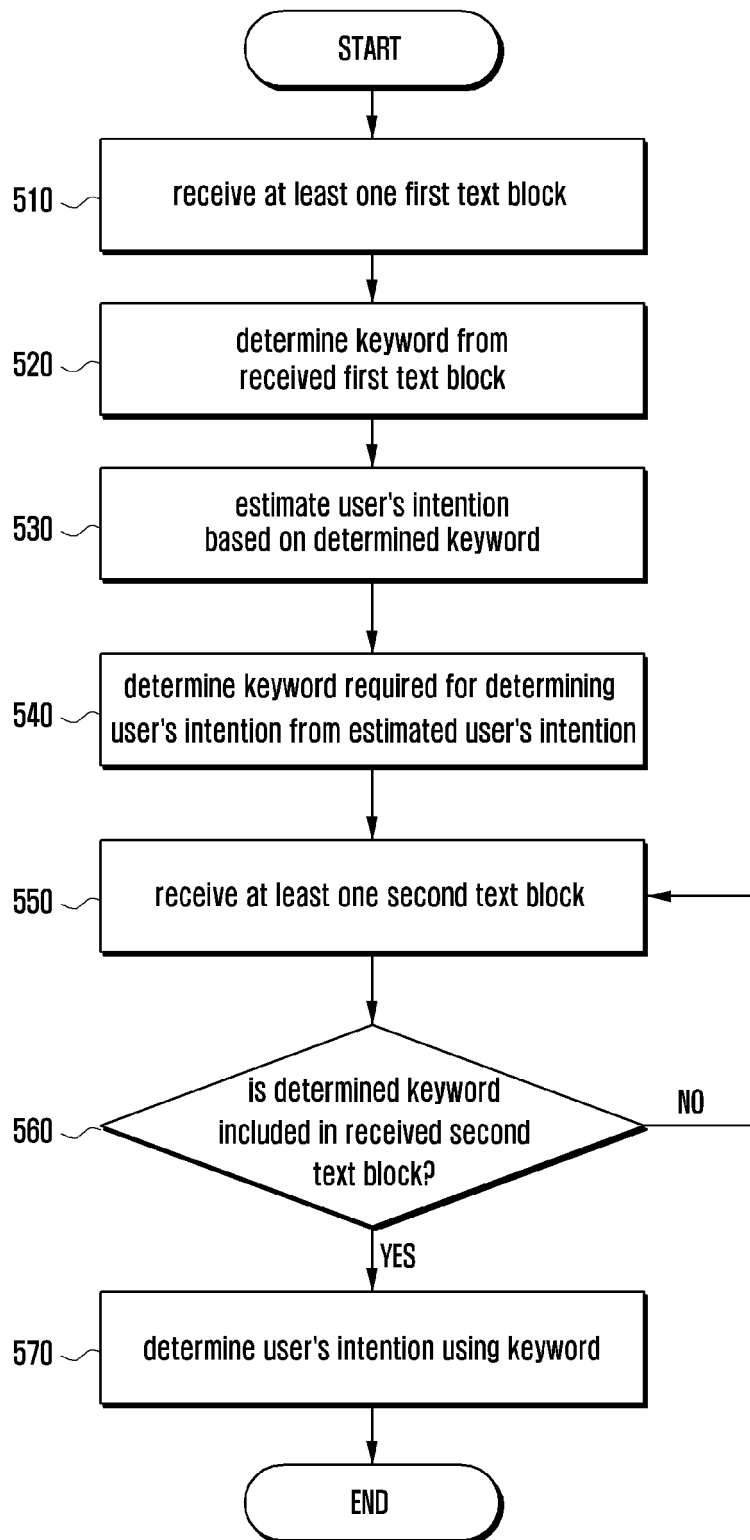 START
510
receive at least one first text block
520
determine keyword from
received first text block
530
estimate user's intention
based on determined keyword
540
determine keyword required for determining
user's intention from estimated user's intention
550
receive at least one second text block
560
is determined keyword
included in received second
text block?
NO
YES
570
determine user's intention using keyword
END